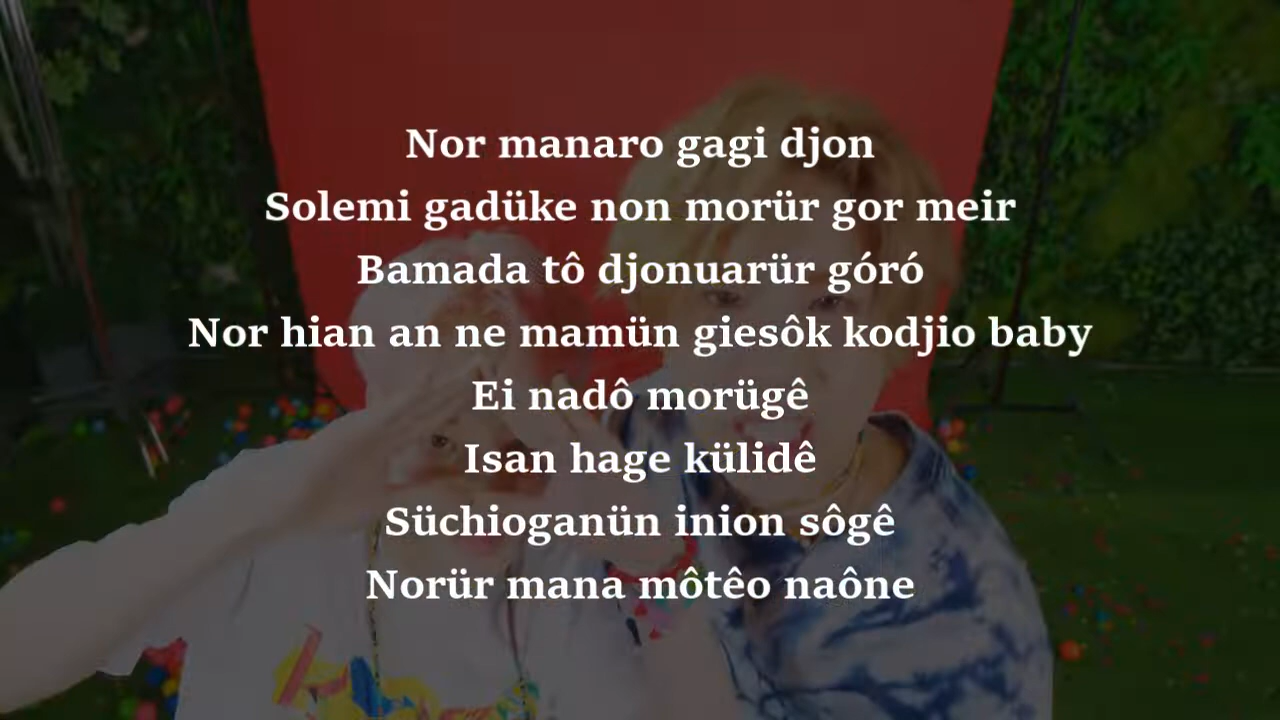 Nor manaro gagi djon
Solemi gadüke non morür gor meir
Bamada tô djonuarür góró
Nor hian an ne mamün giesôk kodjio baby
Ei nadô morügê
Isan hage külidê
Süchioganün inion sôgê
Norür mana môtêo naône